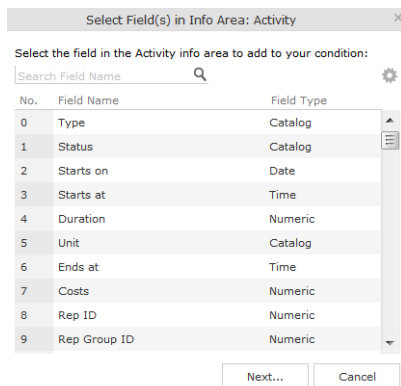 Select Field(s) in Info Area: Activity
Select the field in the Activity info area to add to your condition:
Search Field Name
No. Field Name Field Type
0 Type Catalog
1 Status Catalog
2 Starts on Date
3 Starts at Time
4 Duration Numeric
5 Unit Catalog
6 Ends at Time
7 Costs Numeric
8 Rep ID Numeric
9 Rep Group ID Numeric
Next... Cancel